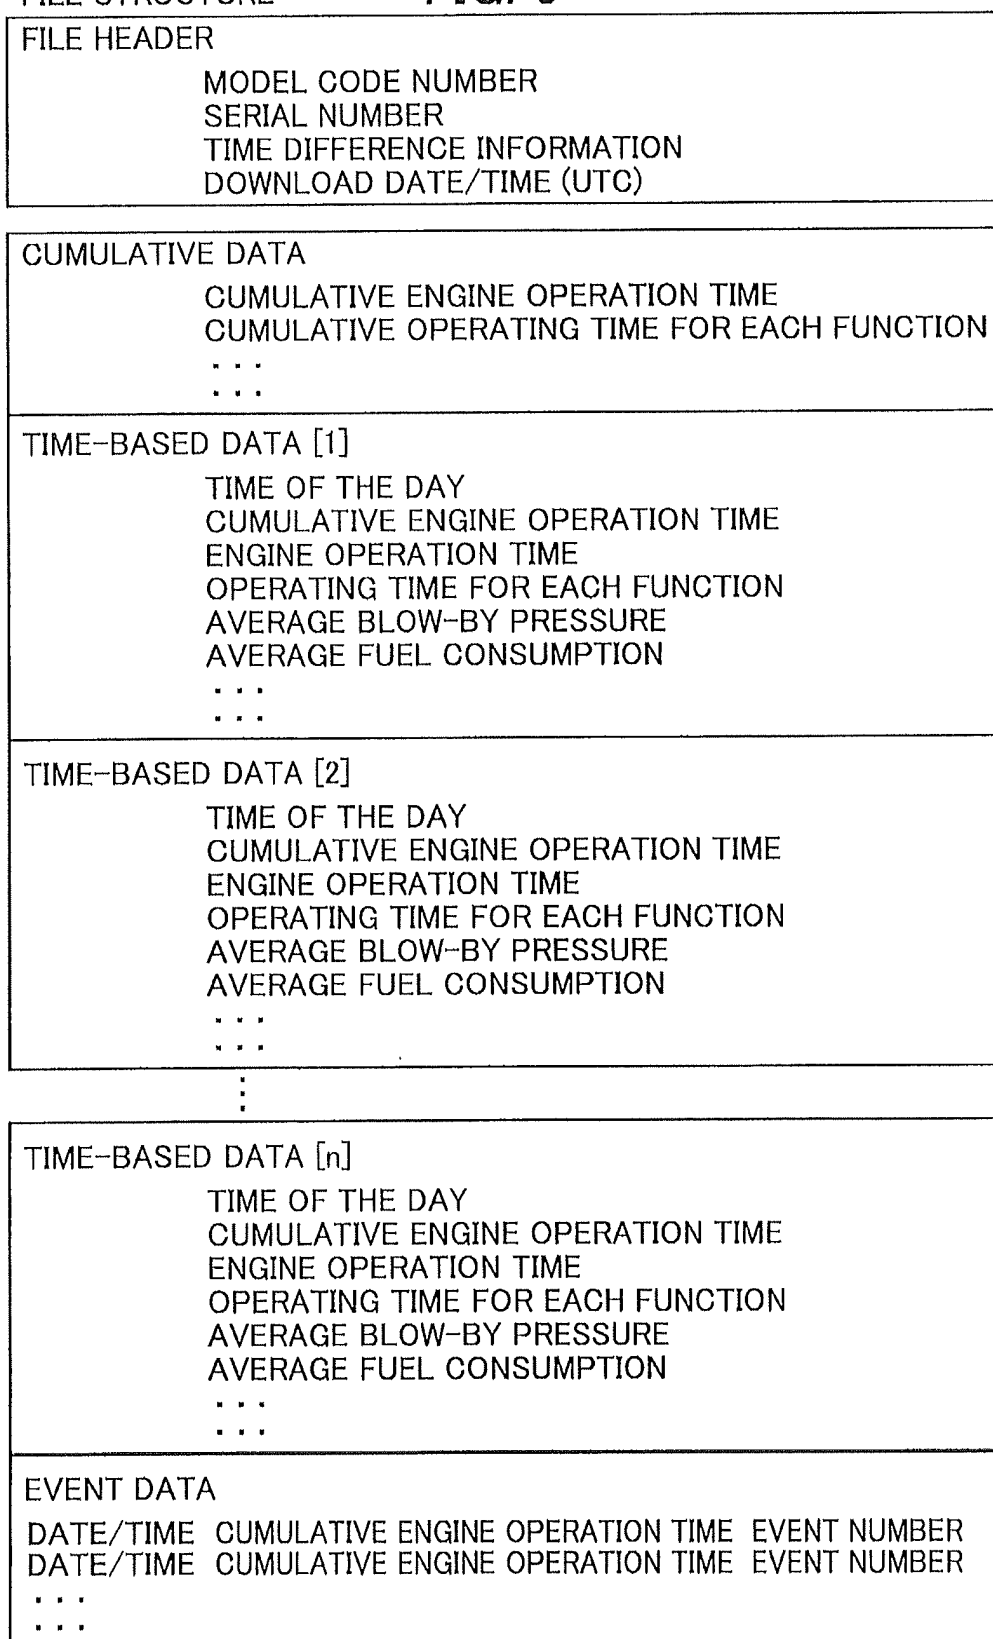 FILE STRUCTURE
FILE HEADER
MODEL CODE NUMBER
SERIAL NUMBER
TIME DIFFERENCE INFORMATION
DOWNLOAD DATE/TIME (UTC)
CUMULATIVE DATA
CUMULATIVE ENGINE OPERATION TIME
CUMULATIVE OPERATING TIME FOR EACH FUNCTION
...
...
TIME-BASED DATA [1]
TIME OF THE DAY
CUMULATIVE ENGINE OPERATION TIME
ENGINE OPERATION TIME
OPERATING TIME FOR EACH FUNCTION
AVERAGE BLOW-BY PRESSURE
AVERAGE FUEL CONSUMPTION
...
...
TIME-BASED DATA [2]
TIME OF THE DAY
CUMULATIVE ENGINE OPERATION TIME
ENGINE OPERATION TIME
OPERATING TIME FOR EACH FUNCTION
AVERAGE BLOW-BY PRESSURE
AVERAGE FUEL CONSUMPTION
...
...
⋮
TIME-BASED DATA [n]
TIME OF THE DAY
CUMULATIVE ENGINE OPERATION TIME
ENGINE OPERATION TIME
OPERATING TIME FOR EACH FUNCTION
AVERAGE BLOW-BY PRESSURE
AVERAGE FUEL CONSUMPTION
...
...
EVENT DATA
DATE/TIME CUMULATIVE ENGINE OPERATION TIME EVENT NUMBER
DATE/TIME CUMULATIVE ENGINE OPERATION TIME EVENT NUMBER
...
...